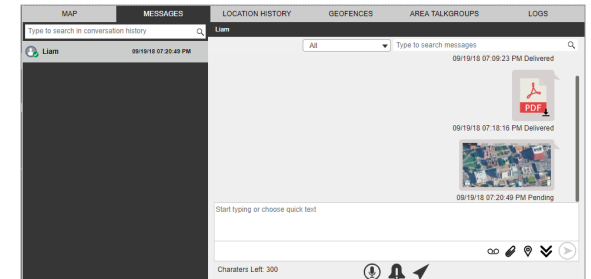 MAP
MESSAGES
LOCATION HISTORY
GEOFENCES
AREA TALKGROUPS
LOGS
Type to search in conversation history
Liam
09/19/18 07:20:49 PM
Liam
All
Type to search messages
09/19/18 07:09:23 PM Delivered
PDF
09/19/18 07:18:16 PM Delivered
09/19/18 07:20:49 PM Pending
Start typing or choose quick text
Charaters Left: 300